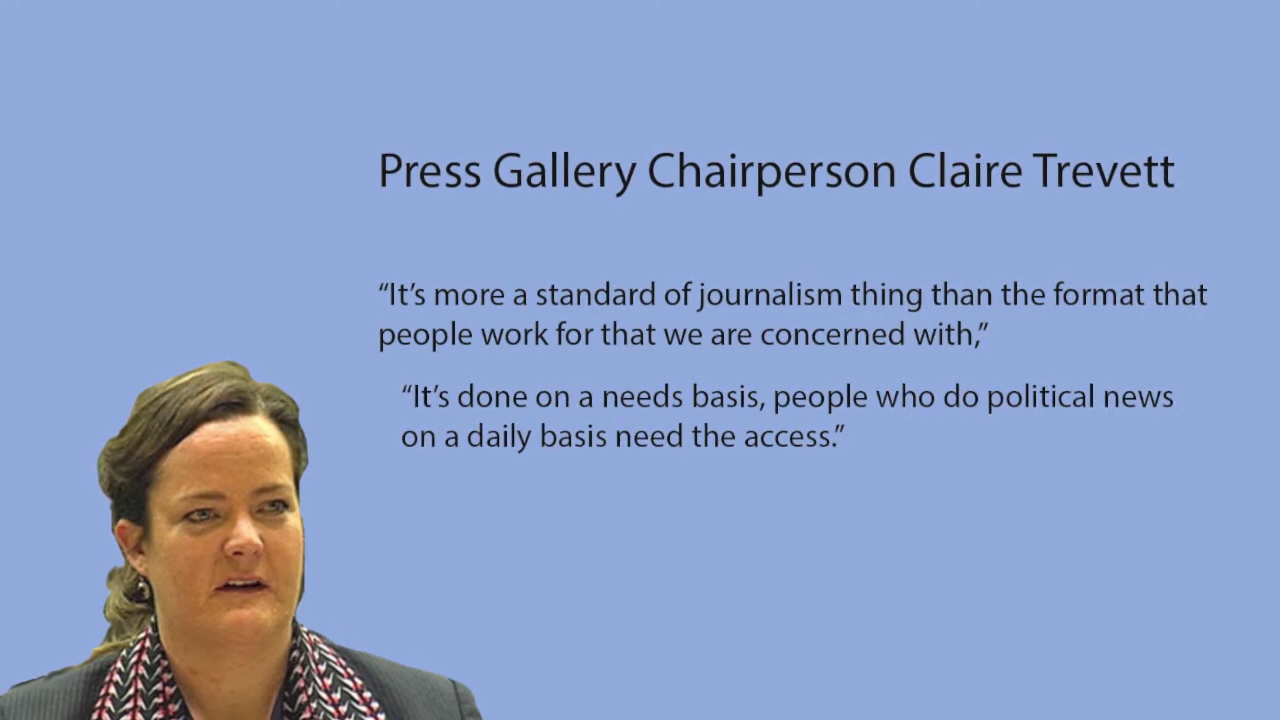 Press Gallery Chairperson Claire Trevett
“It’s more a standard of journalism thing than the format that
people work for that we are concerned with,”
“It’s done on a needs basis, people who do political news
on a daily basis need the access.”